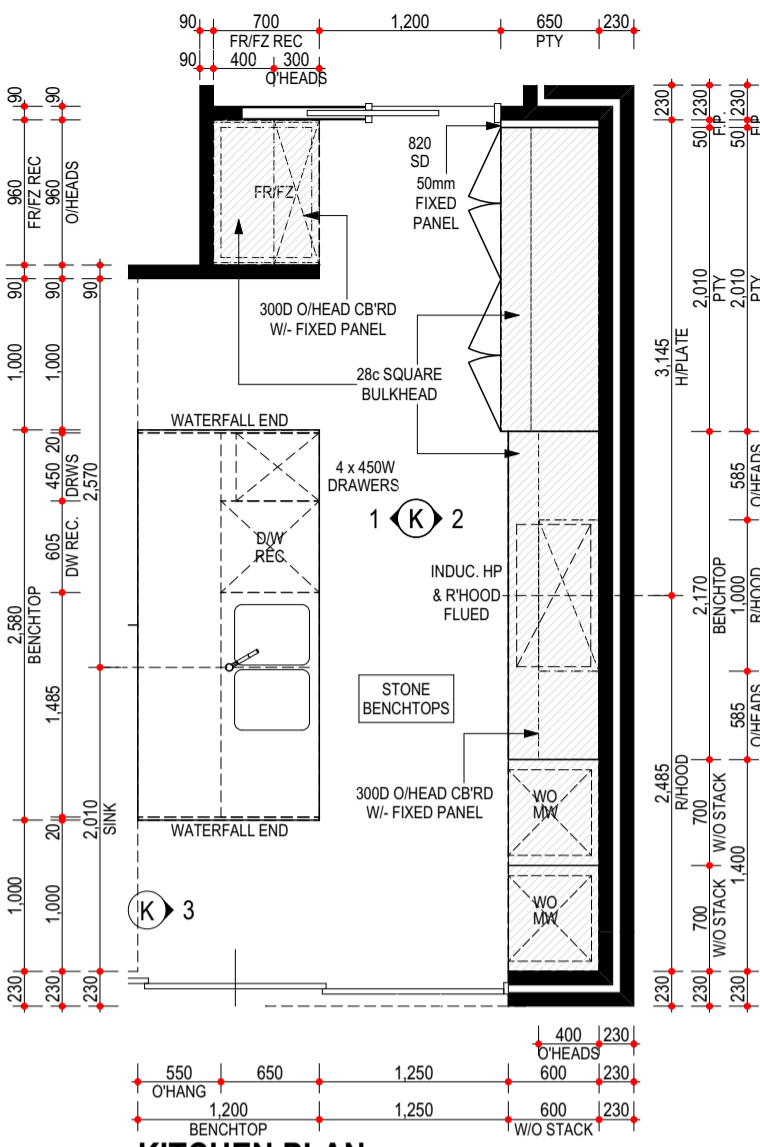 90 700 1,200 650 230
FR/FZ REC PTY
90 400 300
O'HEADS
90
90
960
FR/FZ REC
960
O/HEADS
90
90
90
1,000
1,000
20
450
DRWS
2,570
605
DW REC.
2,580
BENCHTOP
1,485
2,010
SINK
20
1,000
1,000
230
230
230
820
SD
50mm
FIXED
PANEL
FR/FZ
300D O/HEAD CB'RD
W/- FIXED PANEL
28c SQUARE
BULKHEAD
WATERFALL END
4 x 450W
DRAWERS
1 K 2
D/W
REC
INDUC. HP
& R'HOOD
FLUED
STONE
BENCHTOPS
300D O/HEAD CB'RD
W/- FIXED PANEL
WO
MW
WATERFALL END
WO
MW
K 3
230
230
230
50
F.P.
50
F.P.
3,145
H/PLATE
2,010
PTY
2,010
PTY
585
O/HEADS
2,170
BENCHTOP
1,000
R/HOOD
585
O/HEADS
2,485
R/HOOD
700
W/O STACK
1,400
700
W/O STACK
230
230
230
400 230
O'HEADS
550 650 1,250 600 230
O'HANG
1,200 1,250 600 230
BENCHTOP W/O STACK
KITCHEN PLAN